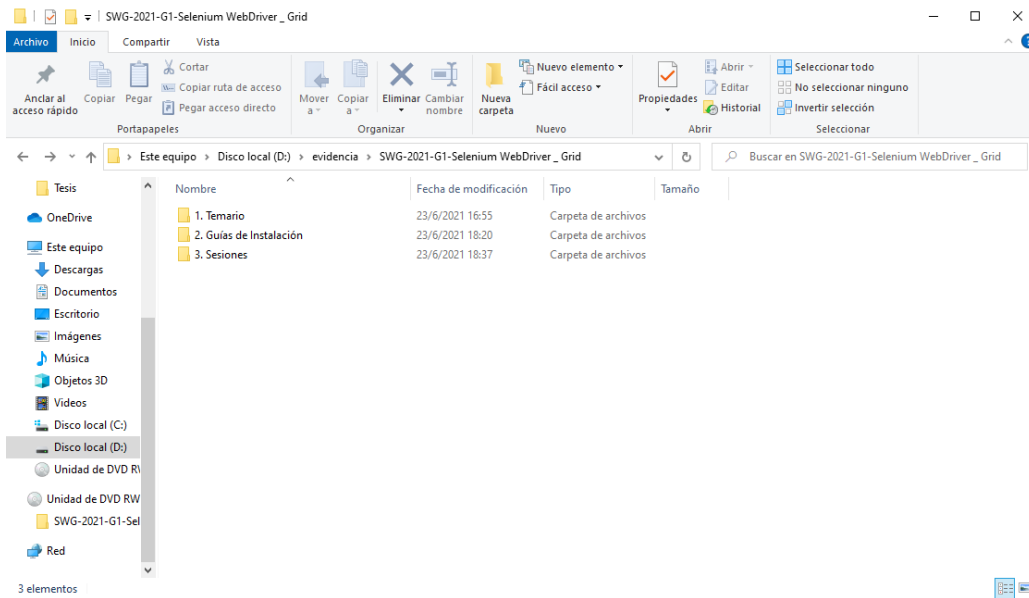 SWG-2021-G1-Selenium WebDriver _ Grid
Archivo Inicio Compartir Vista
Anclar al acceso rápido
Copiar
Pegar
Cortar
Copiar ruta de acceso
Pegar acceso directo
Portapapeles
Mover a
Copiar a
Eliminar
Cambiar nombre
Organizar
Nueva carpeta
Nuevo elemento
Fácil acceso
Nuevo
Propiedades
Abrir
Editar
Historial
Abrir
Seleccionar todo
No seleccionar ninguno
Invertir selección
Seleccionar
Este equipo > Disco local (D:) > evidencia > SWG-2021-G1-Selenium WebDriver _ Grid
Buscar en SWG-2021-G1-Selenium WebDriver _ Grid
Tesis
OneDrive
Este equipo
Descargas
Documentos
Escritorio
Imágenes
Música
Objetos 3D
Videos
Disco local (C:)
Disco local (D:)
Unidad de DVD R
Unidad de DVD RW
SWG-2021-G1-Sel
Red
Nombre Fecha de modificación Tipo Tamaño
1. Temario 23/6/2021 16:55 Carpeta de archivos
2. Guías de Instalación 23/6/2021 18:20 Carpeta de archivos
3. Sesiones 23/6/2021 18:37 Carpeta de archivos
3 elementos